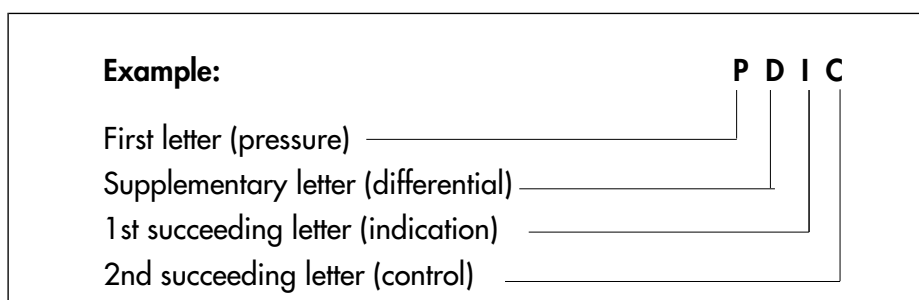 Example: P D I C
First letter (pressure)
Supplementary letter (differential)
1st succeeding letter (indication)
2nd succeeding letter (control)